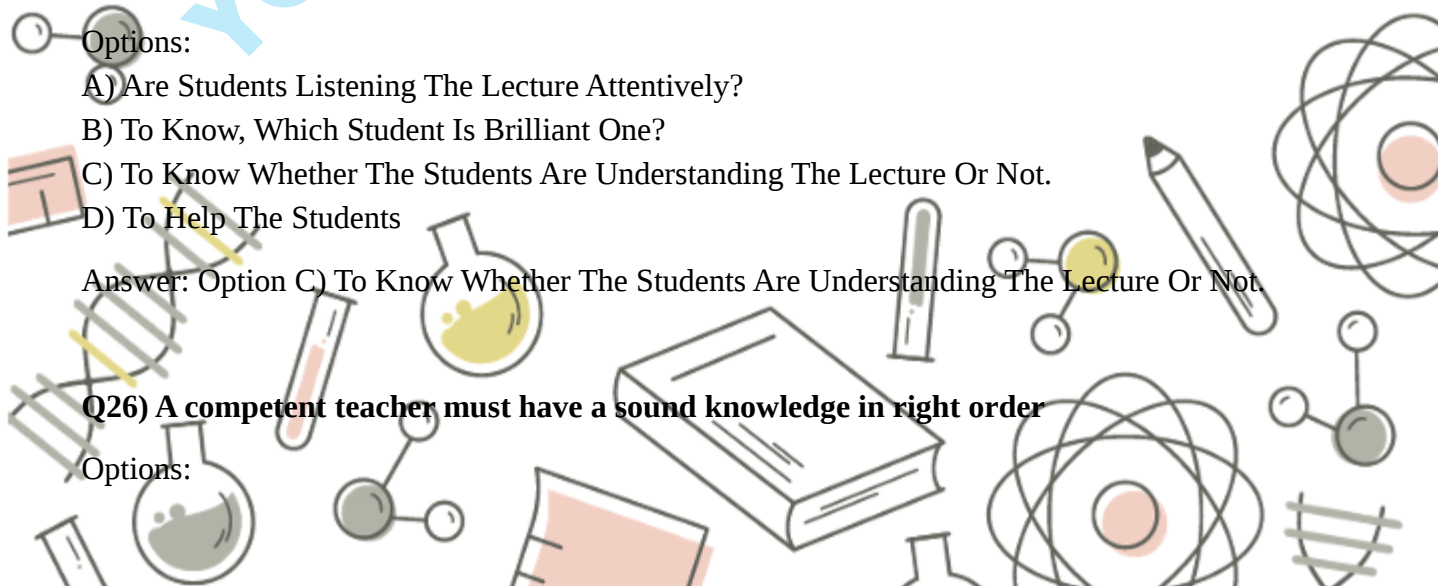 Options:
A) Are Students Listening The Lecture Attentively?
B) To Know, Which Student Is Brilliant One?
C) To Know Whether The Students Are Understanding The Lecture Or Not.
D) To Help The Students
Answer: Option C) To Know Whether The Students Are Understanding The Lecture Or Not.
Q26) A competent teacher must have a sound knowledge in right order
Options: